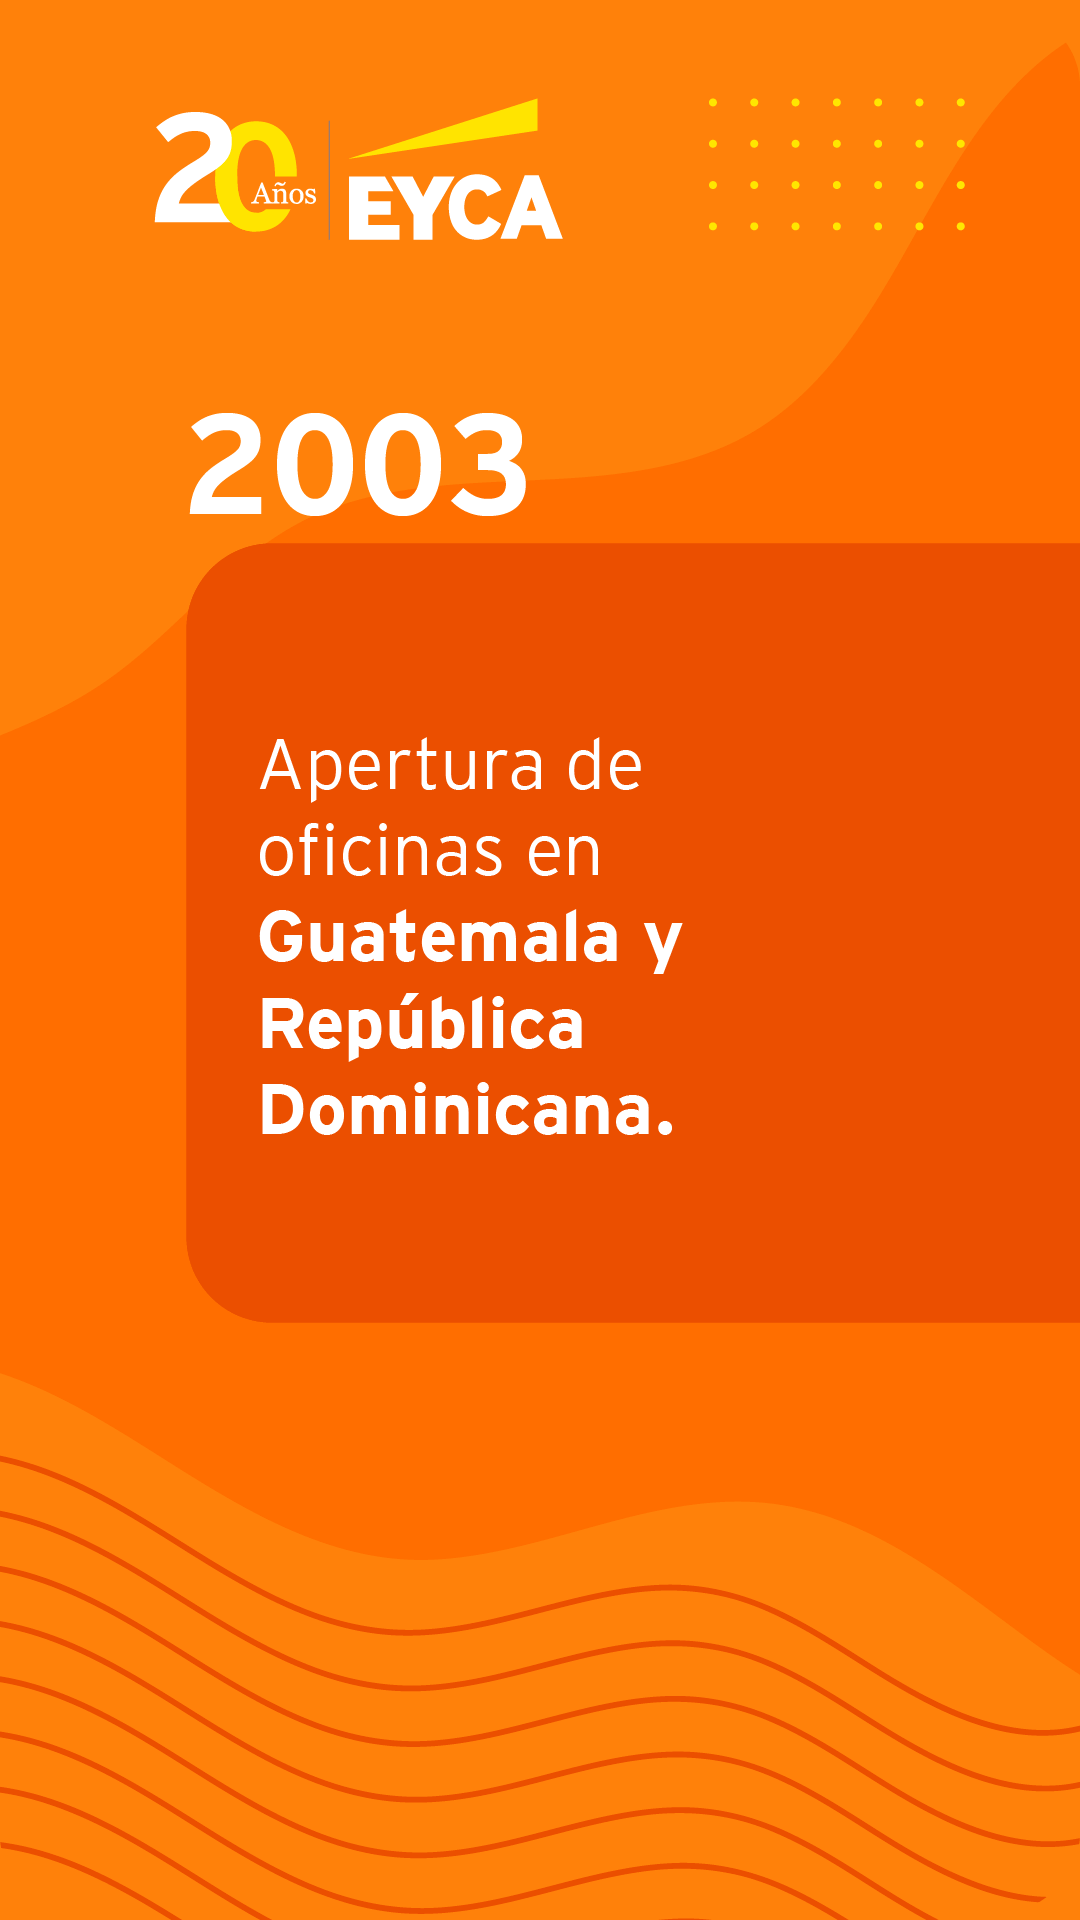 20 Años
EYCA
2003
Apertura de
oficinas en
Guatemala y
República
Dominicana.